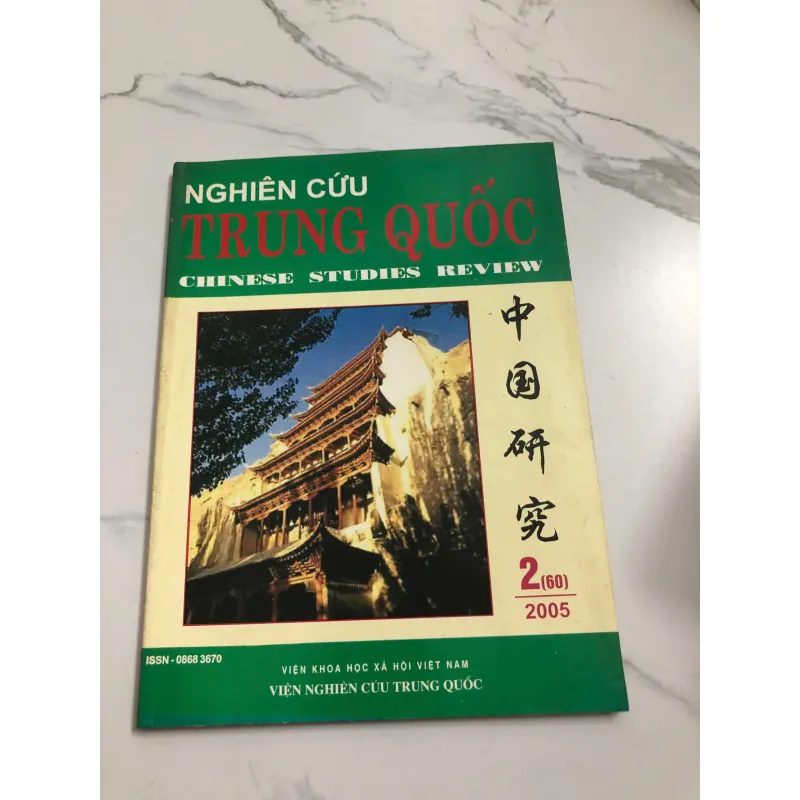 NGHIÊN CỨU
TRUNG QUỐC
CHINESE STUDIES REVIEW
中国研究
2(60)
2005
ISSN - 0868 3670
VIỆN KHOA HỌC XÃ HỘI VIỆT NAM
VIỆN NGHIÊN CỨU TRUNG QUỐC